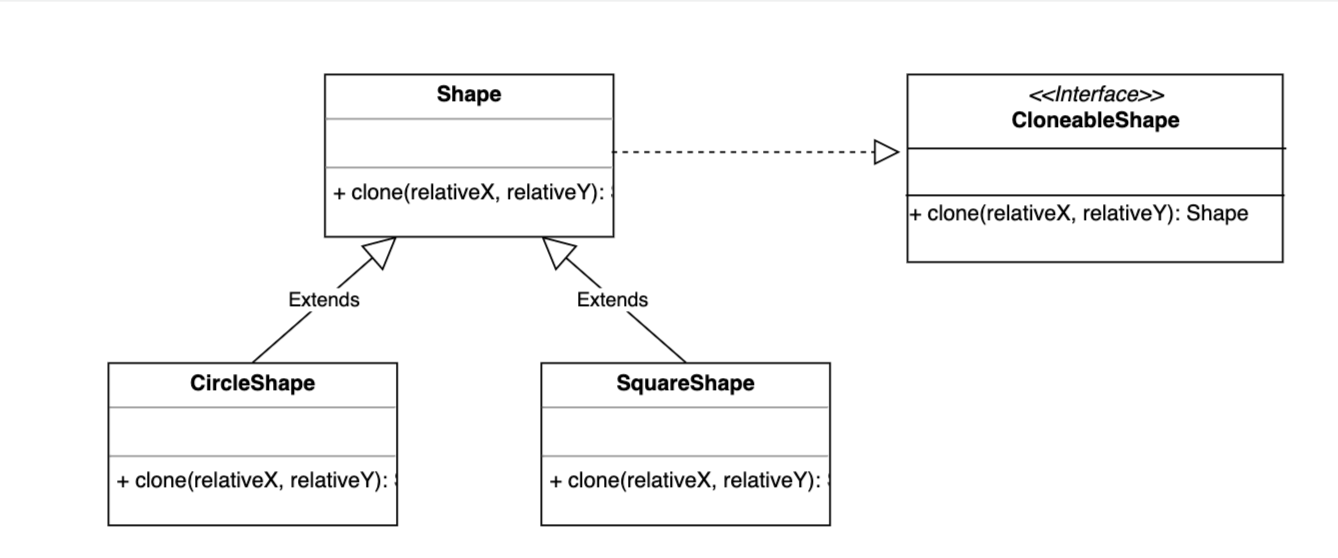 Shape
+ clone(relativeX, relativeY):
<<Interface>>
CloneableShape
+ clone(relativeX, relativeY): Shape
Extends
Extends
CircleShape
+ clone(relativeX, relativeY):
SquareShape
+ clone(relativeX, relativeY):